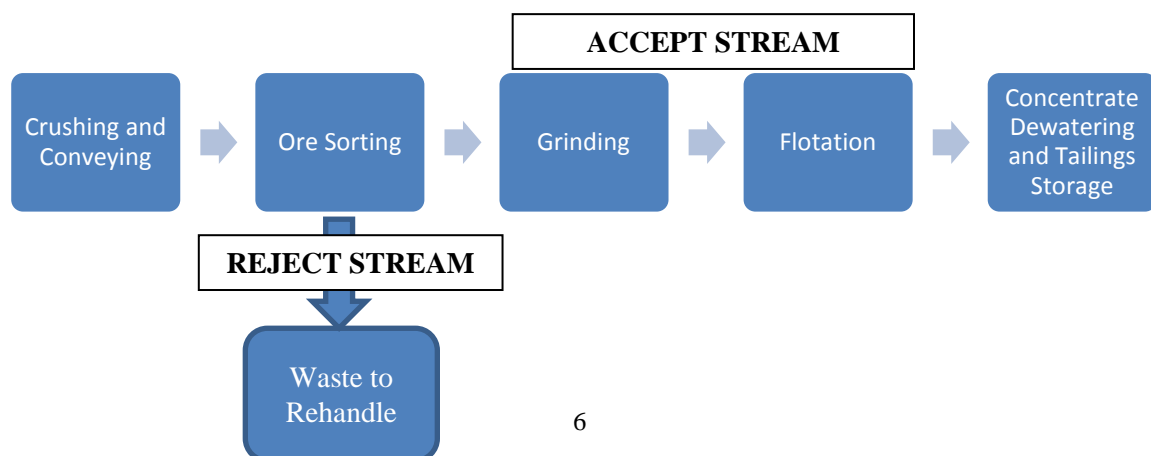 ACCEPT STREAM
Crushing and
Conveying
Ore Sorting
Grinding
Flotation
Concentrate
Dewatering
and Tailings
Storage
REJECT STREAM
Waste to
Rehandle
6